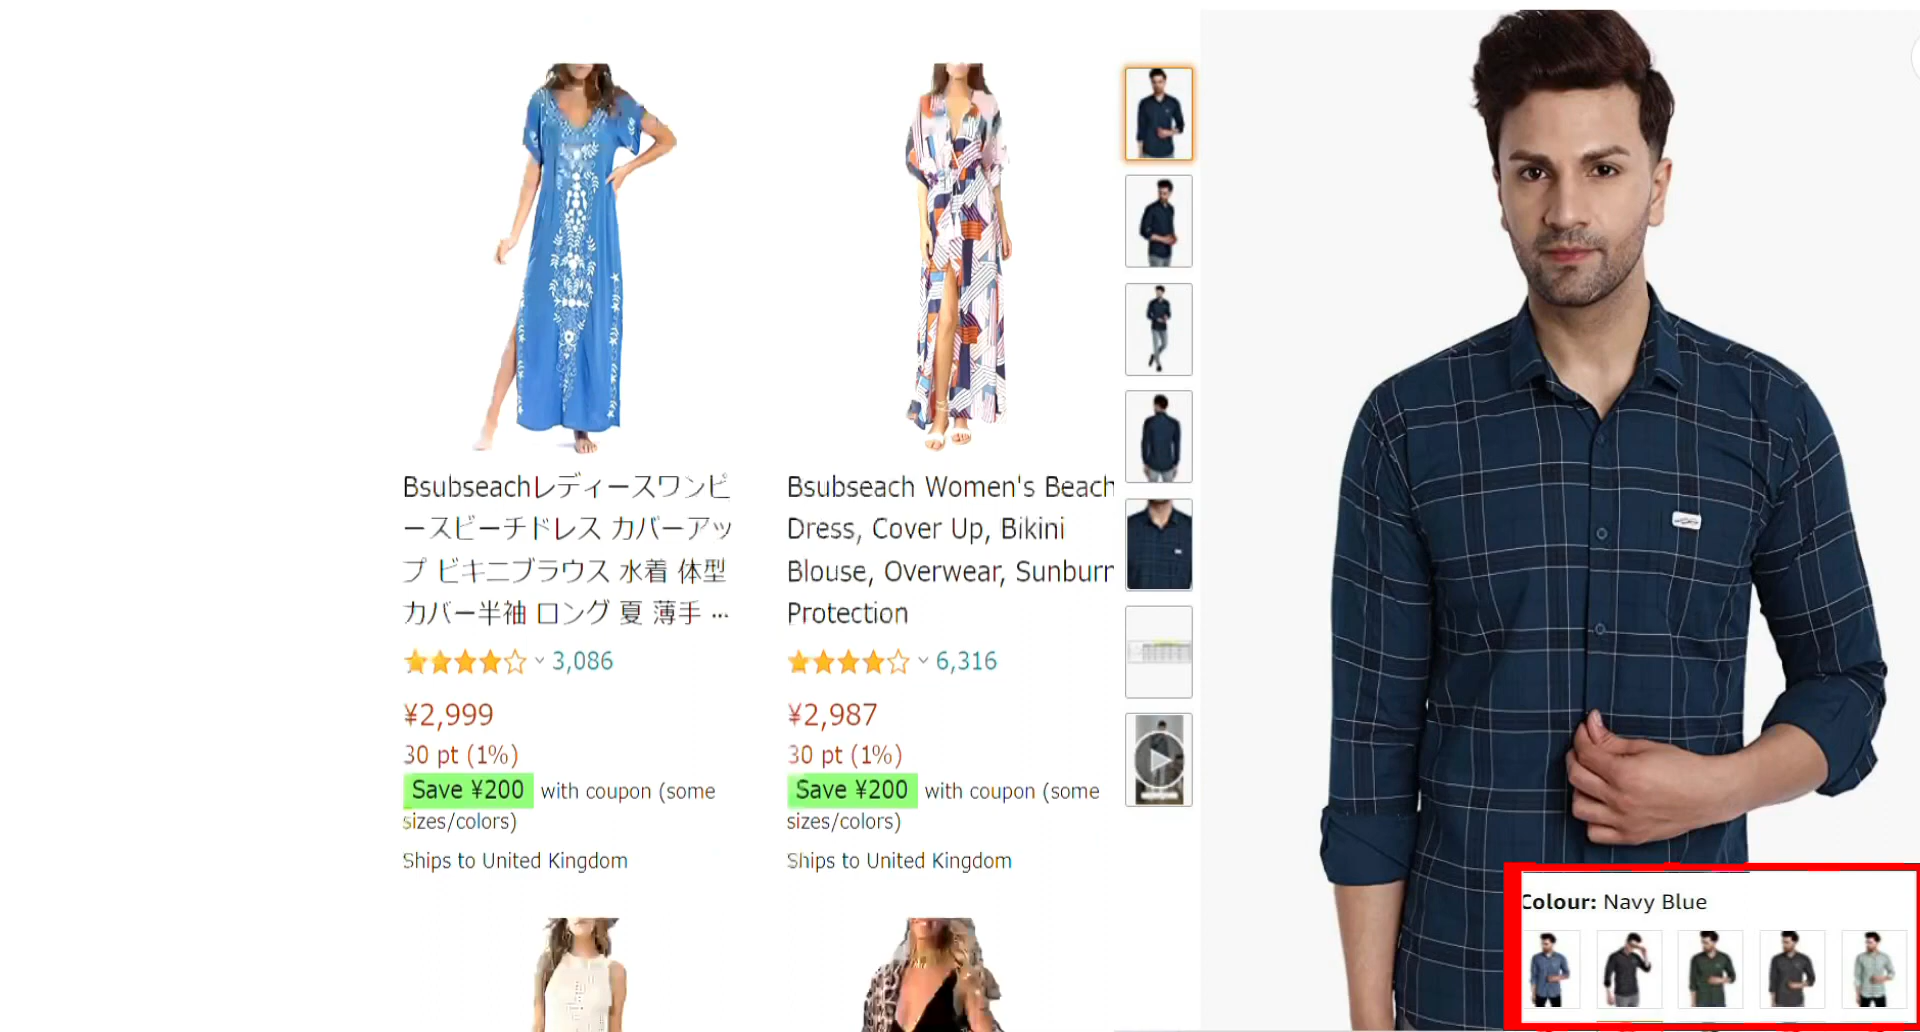 Bsubseachレディースワンピ
ースビーチドレス カバーアッ
プ ビキニブラウス 水着 体型
カバー半袖 ロング 夏 薄手 ...
3,086
¥2,999
30 pt (1%)
Save ¥200 with coupon (some
sizes/colors)
Ships to United Kingdom
Bsubseach Women's Beach
Dress, Cover Up, Bikini
Blouse, Overwear, Sunburn
Protection
6,316
¥2,987
30 pt (1%)
Save ¥200 with coupon (some
sizes/colors)
Ships to United Kingdom
Colour: Navy Blue